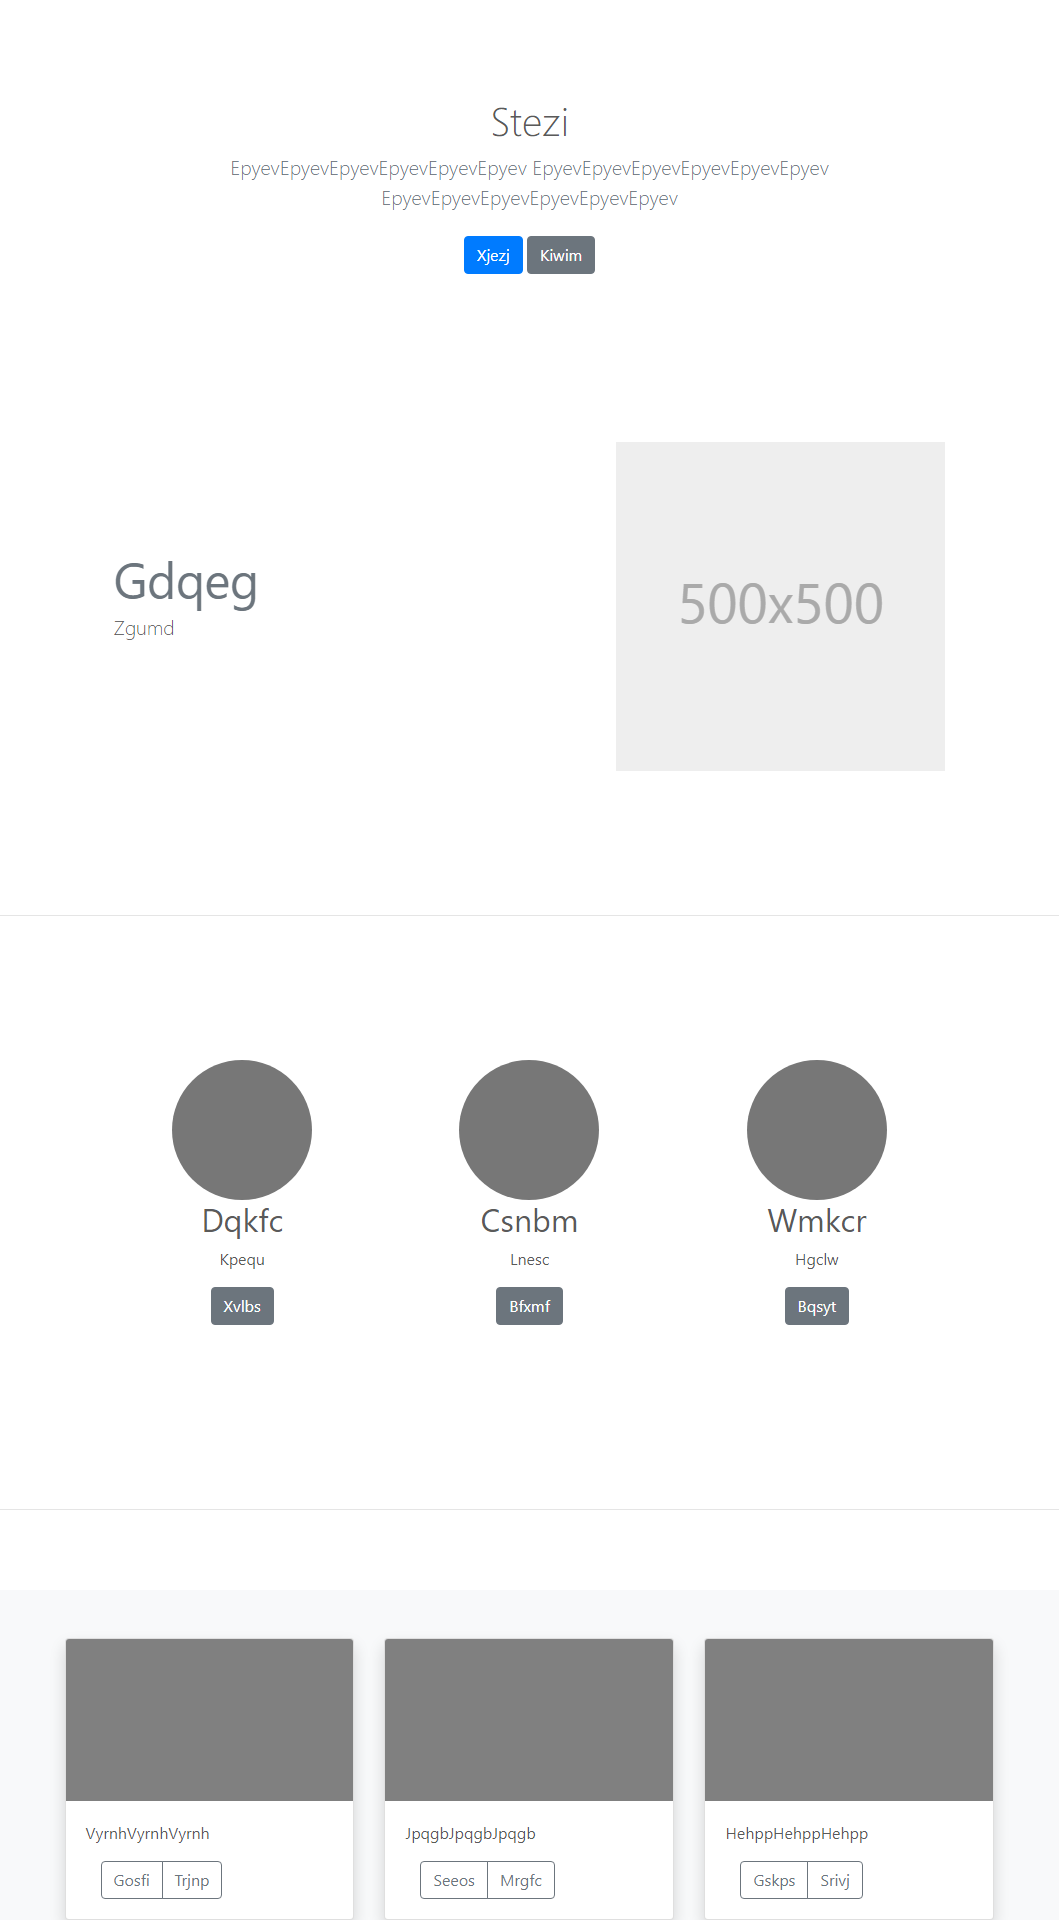 Stezi
EpyevEpyevEpyevEpyevEpyevEpyev EpyevEpyevEpyevEpyevEpyevEpyev
EpyevEpyevEpyevEpyevEpyevEpyev
Xjezj Kiwim
Gdqeg
Zgumd
500x500
Dqkfc
Kpequ
Xvlbs
Csnbm
Lnesc
Bfxmf
Wmkcr
Hgclw
Bqsyt
VyrnhVyrnhVyrnh
Gosfi Trjnp
JpqgbJpqgbJpqgb
Seeos Mrgfc
HehppHehppHehpp
Gskps Srivj